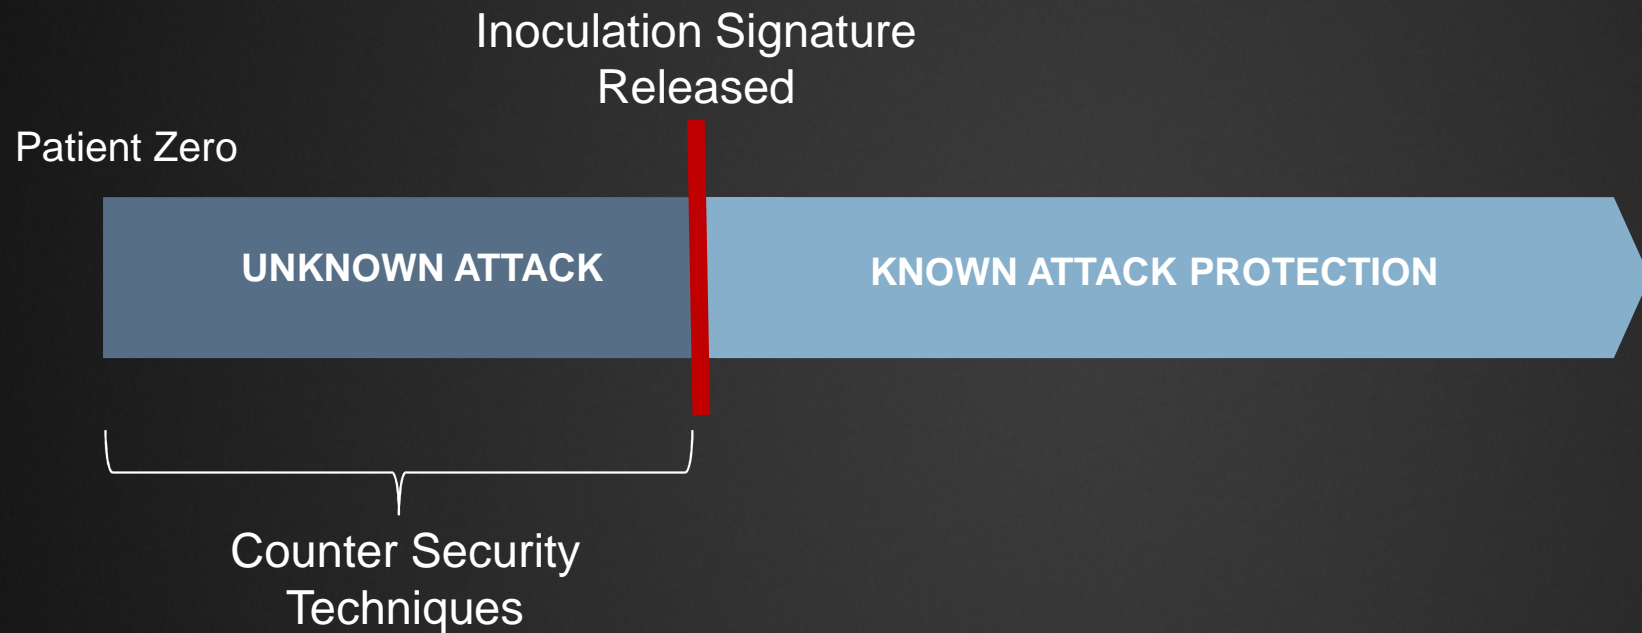 Inoculation Signature
Released
Patient Zero
UNKNOWN ATTACK
KNOWN ATTACK PROTECTION
Counter Security
Techniques